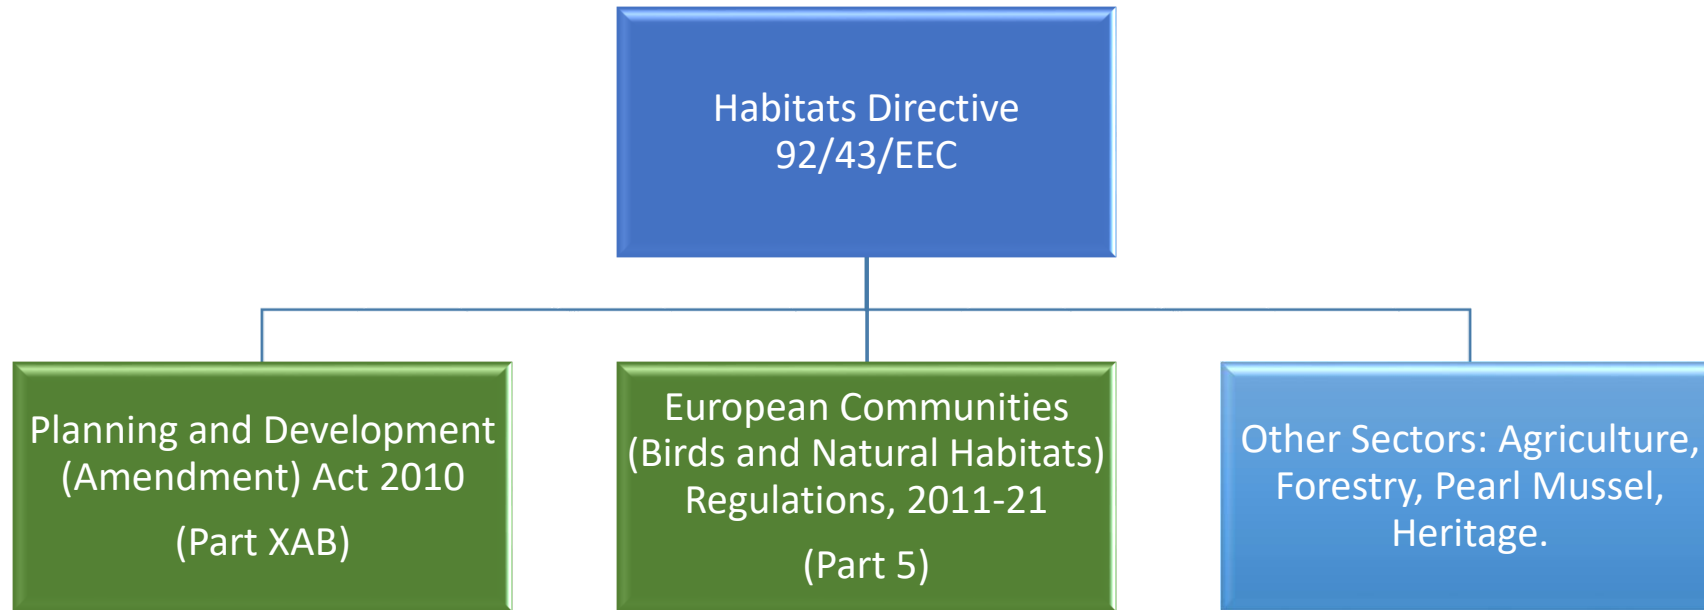 Habitats Directive
92/43/EEC
Planning and Development
(Amendment) Act 2010
(Part XAB)
European Communities
(Birds and Natural Habitats)
Regulations, 2011-21
(Part 5)
Other Sectors: Agriculture,
Forestry, Pearl Mussel,
Heritage.